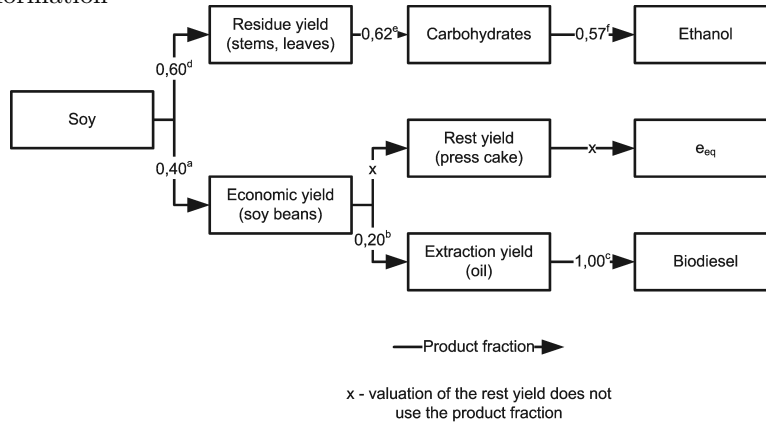 Residue yield
(stems, leaves)
0,62ᵉ
Carbohydrates
0,57ᶠ
Ethanol
0,60ᵈ
Soy
0,40ᵃ
Rest yield
(press cake)
x
e_eq
x
Economic yield
(soy beans)
0,20ᵇ
Extraction yield
(oil)
1,00ᶜ
Biodiesel
Product fraction
x - valuation of the rest yield does not
use the product fraction